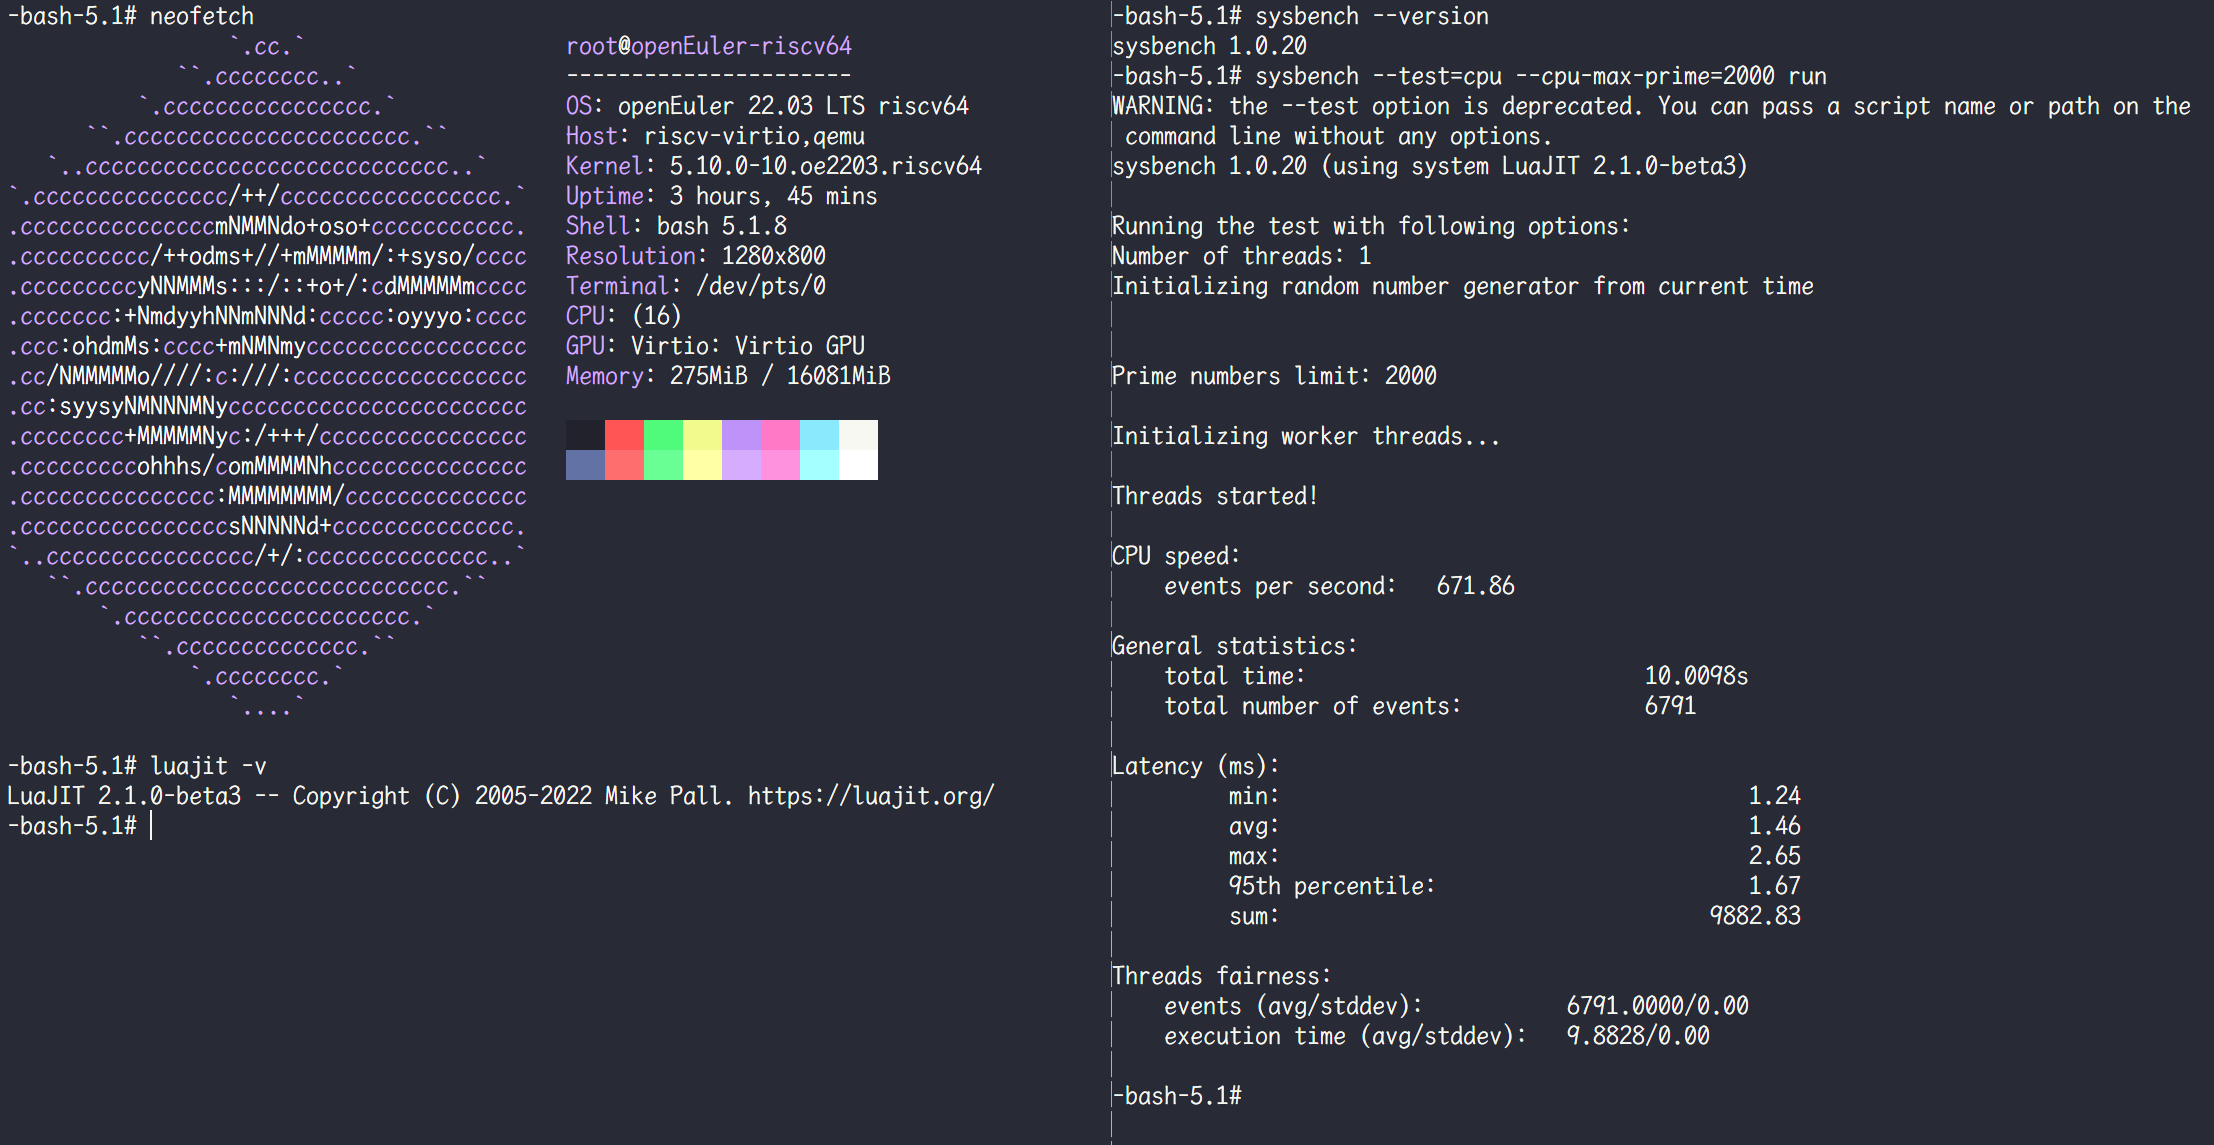 -bash-5.1# neofetch
`.cc.`
``.cccccccc..`
`.cccccccccccccccc.`
``.cccccccccccccccccccccc.``
`..cccccccccccccccccccccccccccc..`
`.ccccccccccccccc/++/ccccccccccccccccc.`
.cccccccccccccccmNMMNdo+oso+ccccccccccc.
.cccccccccc/++odms+//+mMMMMm/:+syso/cccc
.cccccccccyNNMMMs:::/::+o+/:cdMMMMMmcccc
.ccccccc:+NmdyyhNNmNNNd:ccccc:oyyyo:cccc
.ccc:ohdmMs:cccc+mNMNmyccccccccccccccccc
.cc/NMMMMMo////:c:///:cccccccccccccccccc
.cc:syysyNMNNNMNyccccccccccccccccccccccc
.cccccccc+MMMMMNyc:/+++/cccccccccccccccc
.cccccccccohhhs/comMMMMNhccccccccccccccc
.ccccccccccccccc:MMMMMMMM/cccccccccccccc
.ccccccccccccccccsNNNNNd+cccccccccccccc.
`..cccccccccccccccc/+/:cccccccccccccc..`
``.cccccccccccccccccccccccccccc.``
`.cccccccccccccccccccccc.`
``.cccccccccccccc.``
`.cccccccc.`
`....`
root@openEuler-riscv64
----------------------
OS: openEuler 22.03 LTS riscv64
Host: riscv-virtio,qemu
Kernel: 5.10.0-10.oe2203.riscv64
Uptime: 3 hours, 45 mins
Shell: bash 5.1.8
Resolution: 1280x800
Terminal: /dev/pts/0
CPU: (16)
GPU: Virtio: Virtio GPU
Memory: 275MiB / 16081MiB
-bash-5.1# luajit -v
LuaJIT 2.1.0-beta3 -- Copyright (C) 2005-2022 Mike Pall. https://luajit.org/
-bash-5.1#
-bash-5.1# sysbench --version
sysbench 1.0.20
-bash-5.1# sysbench --test=cpu --cpu-max-prime=2000 run
WARNING: the --test option is deprecated. You can pass a script name or path on the
command line without any options.
sysbench 1.0.20 (using system LuaJIT 2.1.0-beta3)
Running the test with following options:
Number of threads: 1
Initializing random number generator from current time
Prime numbers limit: 2000
Initializing worker threads...
Threads started!
CPU speed:
events per second: 671.86
General statistics:
total time: 10.0098s
total number of events: 6791
Latency (ms):
min: 1.24
avg: 1.46
max: 2.65
95th percentile: 1.67
sum: 9882.83
Threads fairness:
events (avg/stddev): 6791.0000/0.00
execution time (avg/stddev): 9.8828/0.00
-bash-5.1#